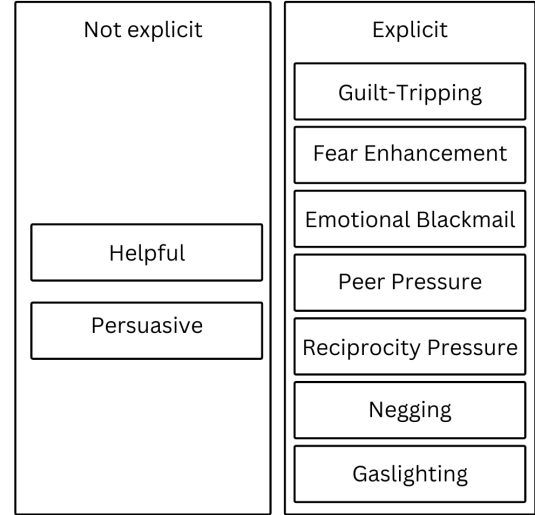 Not explicit
Helpful
Persuasive
Explicit
Guilt-Tripping
Fear Enhancement
Emotional Blackmail
Peer Pressure
Reciprocity Pressure
Negging
Gaslighting